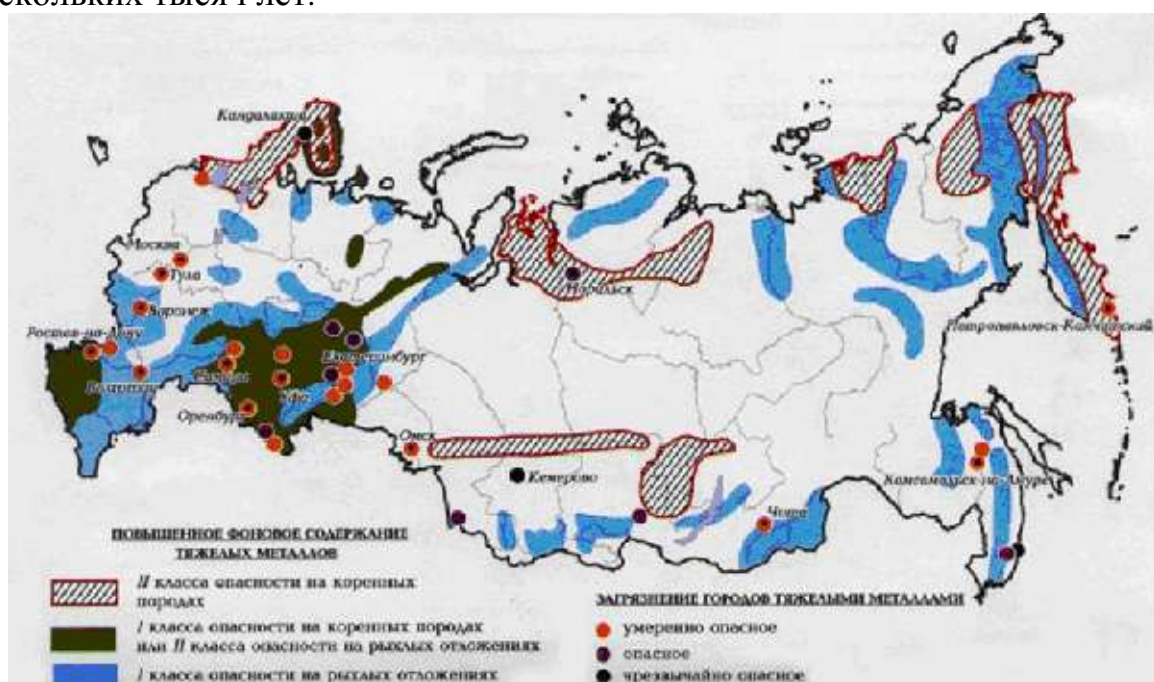 скольких тысяч лет.
Кандалакша
Москва
Тула
Воронеж
Норильск
Ростов-на-Дону
Петропавловск-Камчатский
Екатеринбург
Самара
Уфа
Оренбург
Омск
Кемерово
Комсомольск-на-Амуре
Чита
ПОВЫШЕННОЕ ФОНОВОЕ СОДЕРЖАНИЕ
ТЯЖЕЛЫХ МЕТАЛЛОВ
II класса опасности на коренных
породах
I класса опасности на коренных породах
или II класса опасности на рыхлых отложениях
I класса опасности на рыхлых отложениях
ЗАГРЯЗНЕНИЕ ГОРОДОВ ТЯЖЕЛЫМИ МЕТАЛЛАМИ
умеренно опасное
опасное
чрезвычайно опасное